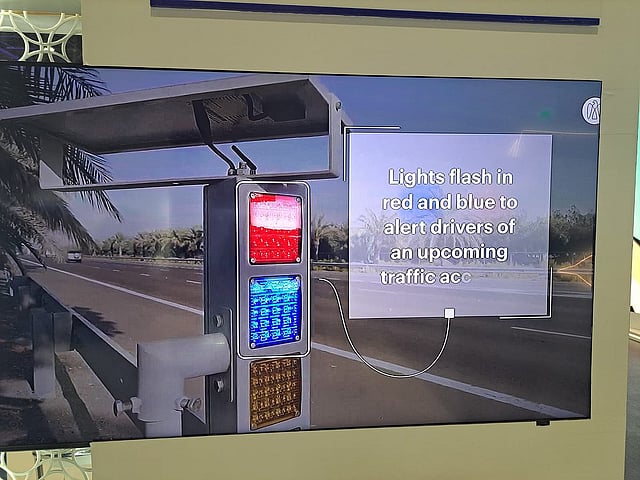 Lights flash in
red and blue to
alert drivers of
an upcoming
traffic acc